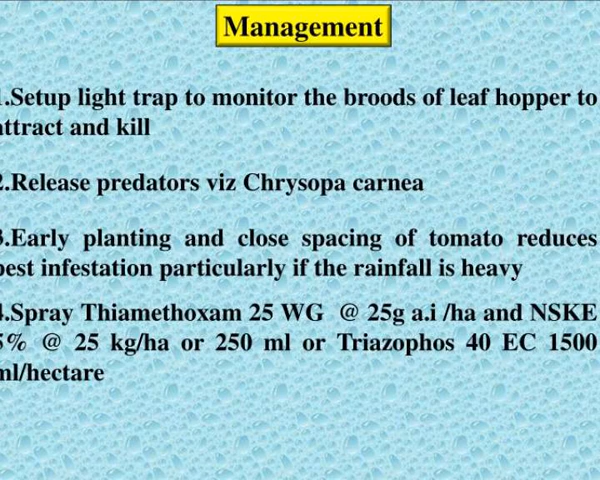 Management
1.Setup light trap to monitor the broods of leaf hopper to
attract and kill
2.Release predators viz Chrysopa carnea
3.Early planting and close spacing of tomato reduces
pest infestation particularly if the rainfall is heavy
4.Spray Thiamethoxam 25 WG @ 25g a.i /ha and NSKE
5% @ 25 kg/ha or 250 ml or Triazophos 40 EC 1500
ml/hectare